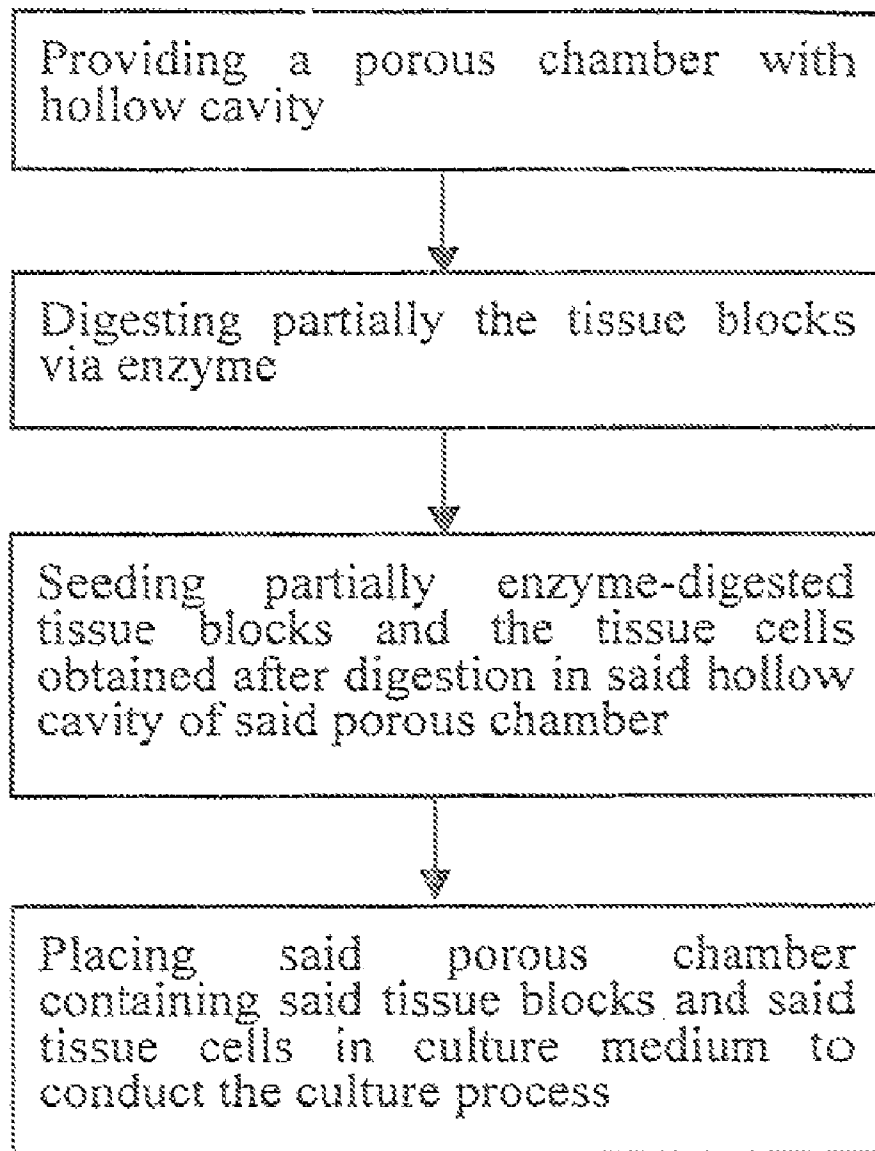 Providing a porous chamber with
hollow cavity
Digesting partially the tissue blocks
via enzyme
Seeding partially enzyme-digested
tissue blocks and the tissue cells
obtained after digestion in said hollow
cavity of said porous chamber
Placing said porous chamber
containing said tissue blocks and said
tissue cells in culture medium to
conduct the culture process